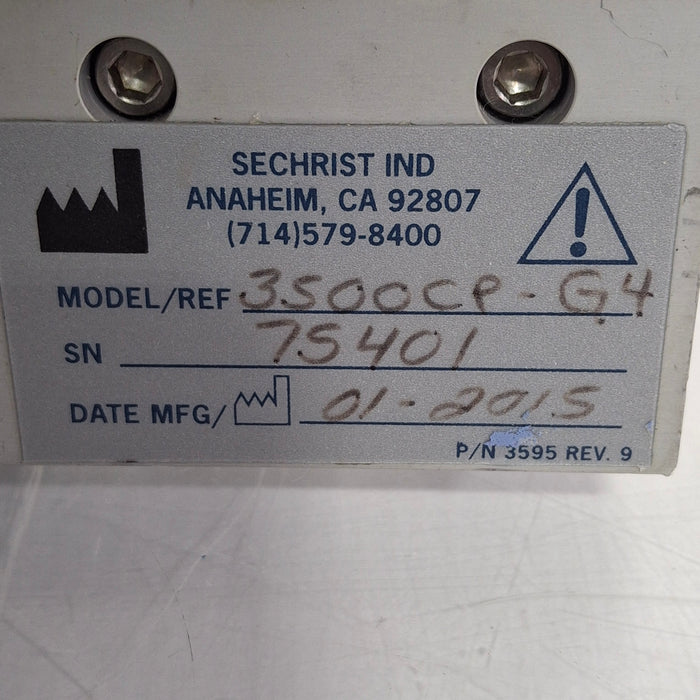 SECHRIST IND
ANAHEIM, CA 92807
(714)579-8400
MODEL/REF 3500CP-G4
SN 75401
DATE MFG/ 01-2015
P/N 3595 REV. 9